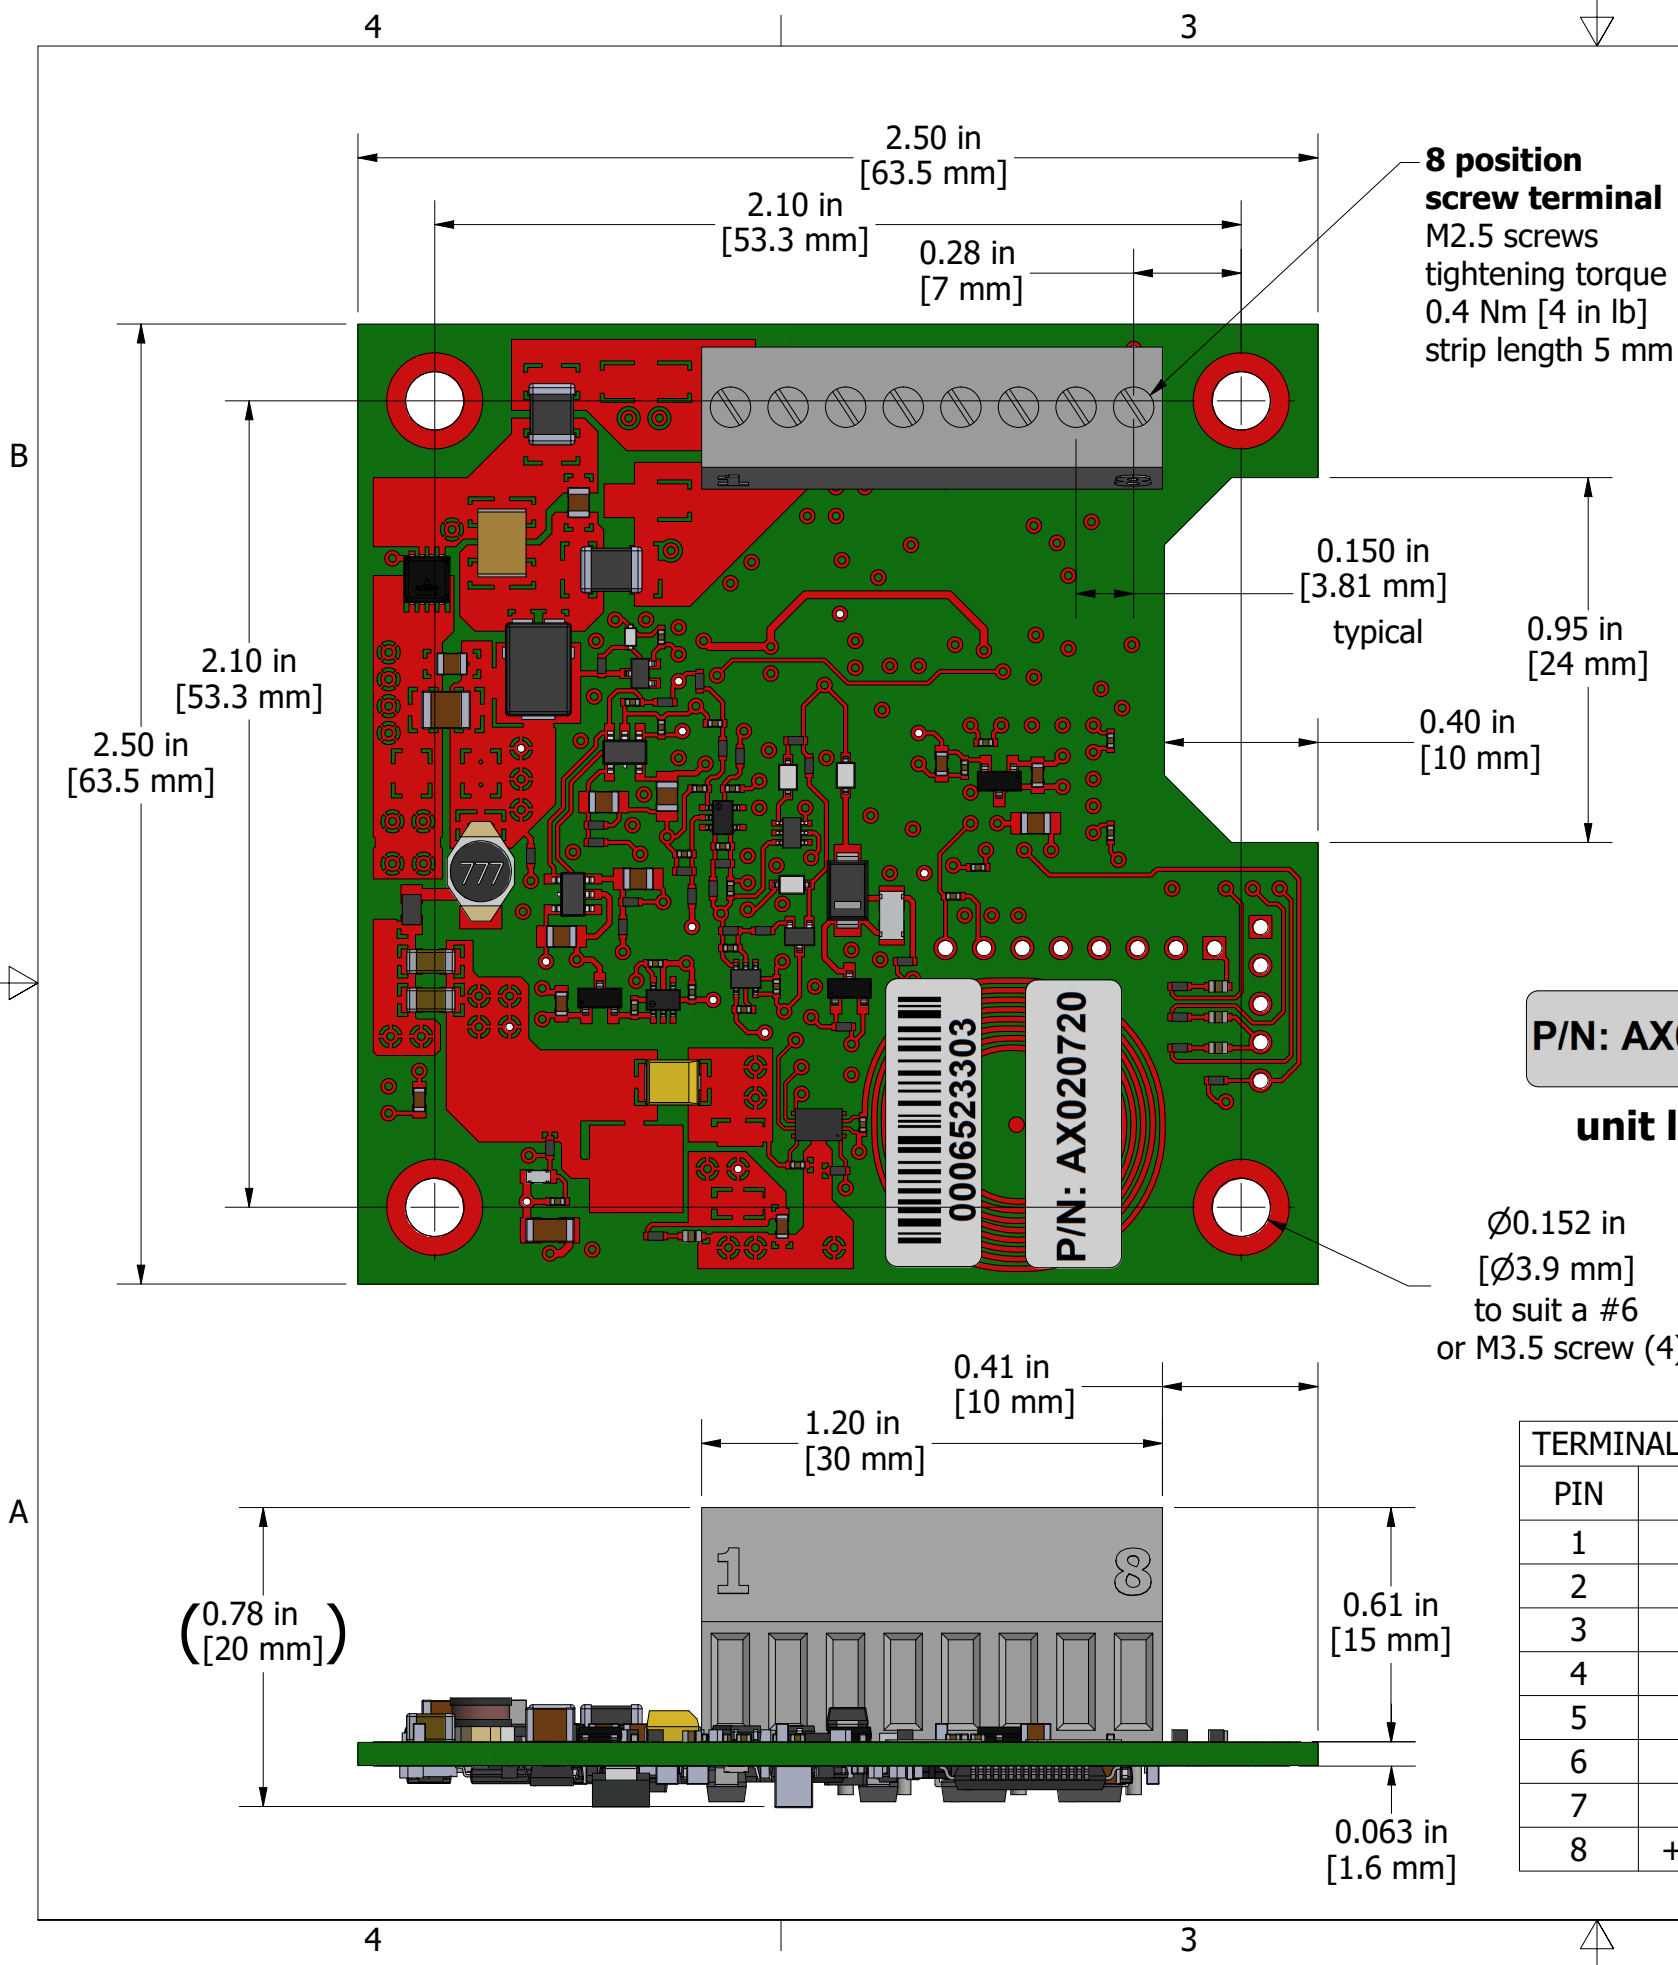 4
3
2.50 in
[63.5 mm]
2.10 in
[53.3 mm]
0.28 in
[7 mm]
8 position
screw terminal
M2.5 screws
tightening torque
0.4 Nm [4 in lb]
strip length 5 mm
B
0.150 in
[3.81 mm]
typical
0.95 in
[24 mm]
2.10 in
[53.3 mm]
0.40 in
[10 mm]
2.50 in
[63.5 mm]
777
0006523303
P/N: AX020720
P/N: AX
unit
Ø0.152 in
[Ø3.9 mm]
to suit a #6
or M3.5 screw (4)
0.41 in
[10 mm]
1.20 in
[30 mm]
A
TERMINAL
PIN
1
2
3
4
5
6
7
8 +
1
8
(0.78 in
[20 mm])
0.61 in
[15 mm]
0.063 in
[1.6 mm]
4
3